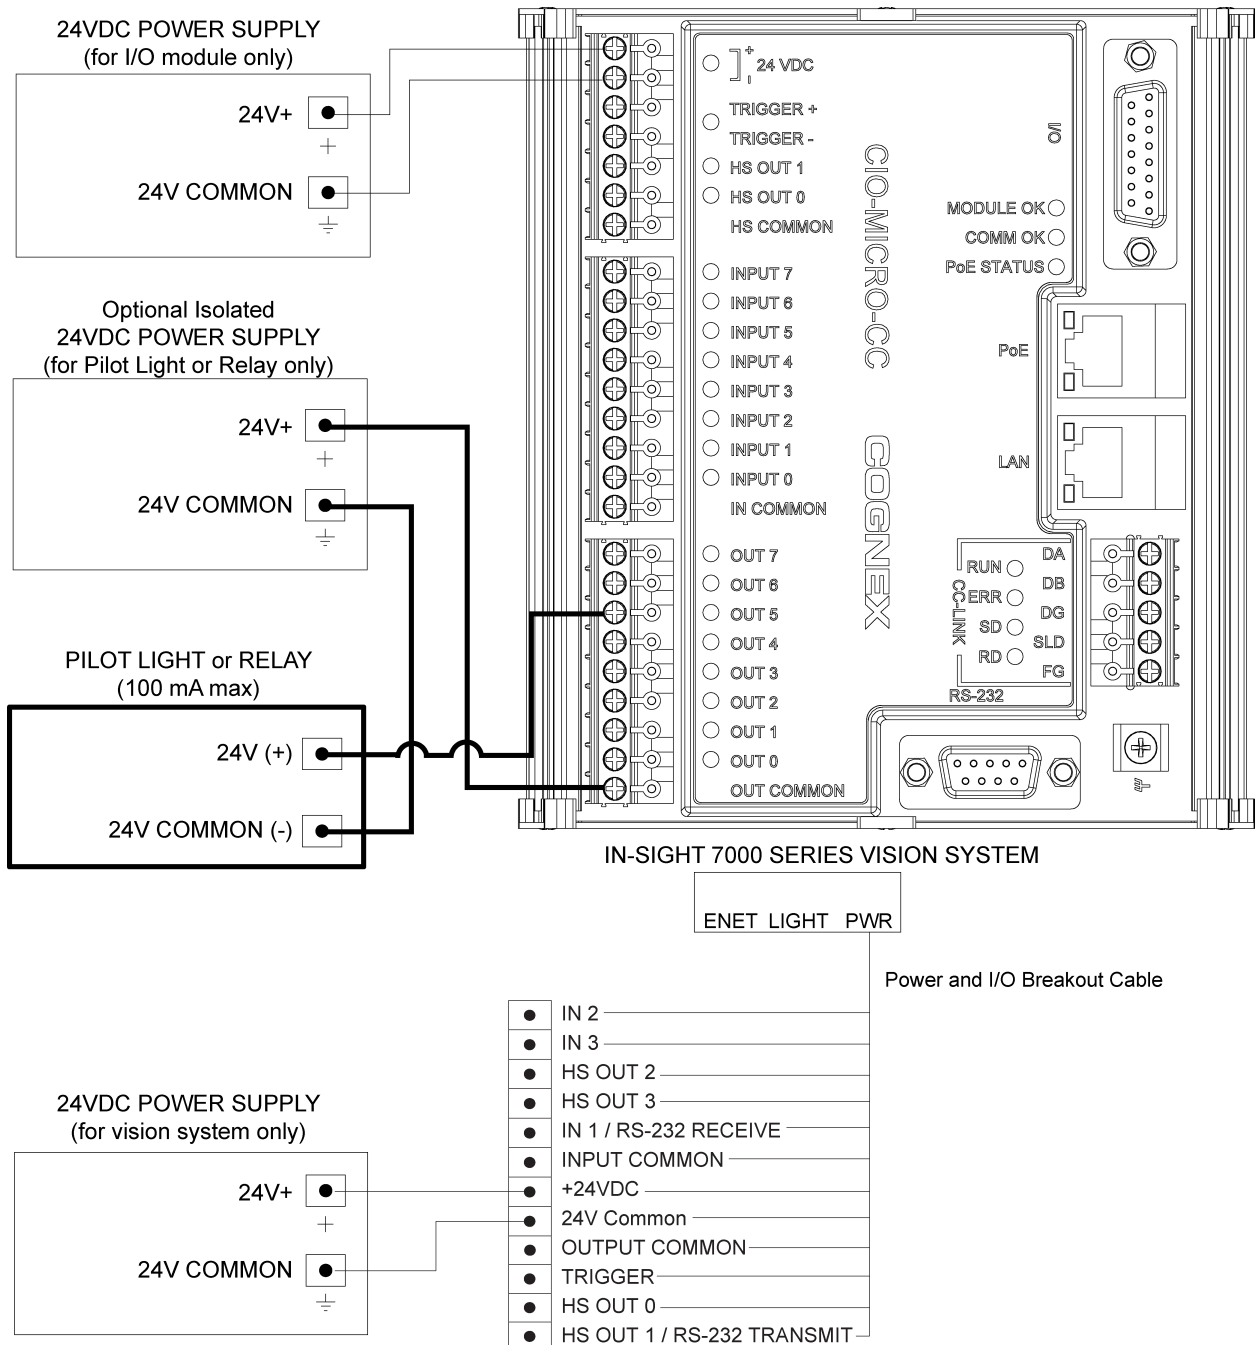 24VDC POWER SUPPLY
(for I/O module only)
24V+
+
24V COMMON
Optional Isolated
24VDC POWER SUPPLY
(for Pilot Light or Relay only)
24V+
+
24V COMMON
PILOT LIGHT or RELAY
(100 mA max)
24V (+)
24V COMMON (-)
+
24 VDC
-
TRIGGER +
TRIGGER -
HS OUT 1
HS OUT 0
HS COMMON
INPUT 7
INPUT 6
INPUT 5
INPUT 4
INPUT 3
INPUT 2
INPUT 1
INPUT 0
IN COMMON
OUT 7
OUT 6
OUT 5
OUT 4
OUT 3
OUT 2
OUT 1
OUT 0
OUT COMMON
CIO-MICRO-CC
COGNEX
I/O
MODULE OK
COMM OK
PoE STATUS
PoE
LAN
CC-LINK
RUN
ERR
SD
RD
DA
DB
DG
SLD
FG
RS-232
IN-SIGHT 7000 SERIES VISION SYSTEM
ENET LIGHT PWR
Power and I/O Breakout Cable
IN 2
IN 3
HS OUT 2
HS OUT 3
IN 1 / RS-232 RECEIVE
INPUT COMMON
+24VDC
24V Common
OUTPUT COMMON
TRIGGER
HS OUT 0
HS OUT 1 / RS-232 TRANSMIT
24VDC POWER SUPPLY
(for vision system only)
24V+
+
24V COMMON